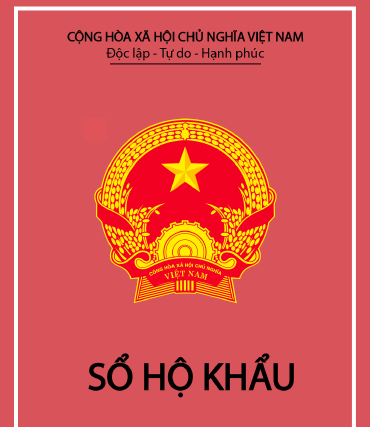 CỘNG HÒA XÃ HỘI CHỦ NGHĨA VIỆT NAM
Độc lập - Tự do - Hạnh phúc
CỘNG HÒA XÃ HỘI CHỦ NGHĨA
VIỆT NAM
SỔ HỘ KHẨU